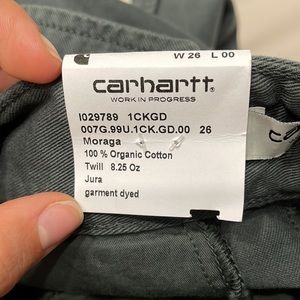 W 26 L 00
carhartt.
WORK IN PROGRESS
I029789 1CKGD
007G.99U.1CK.GD.00 26
Moraga
100 % Organic Cotton
Twill 8.25 Oz
Jura
garment dyed